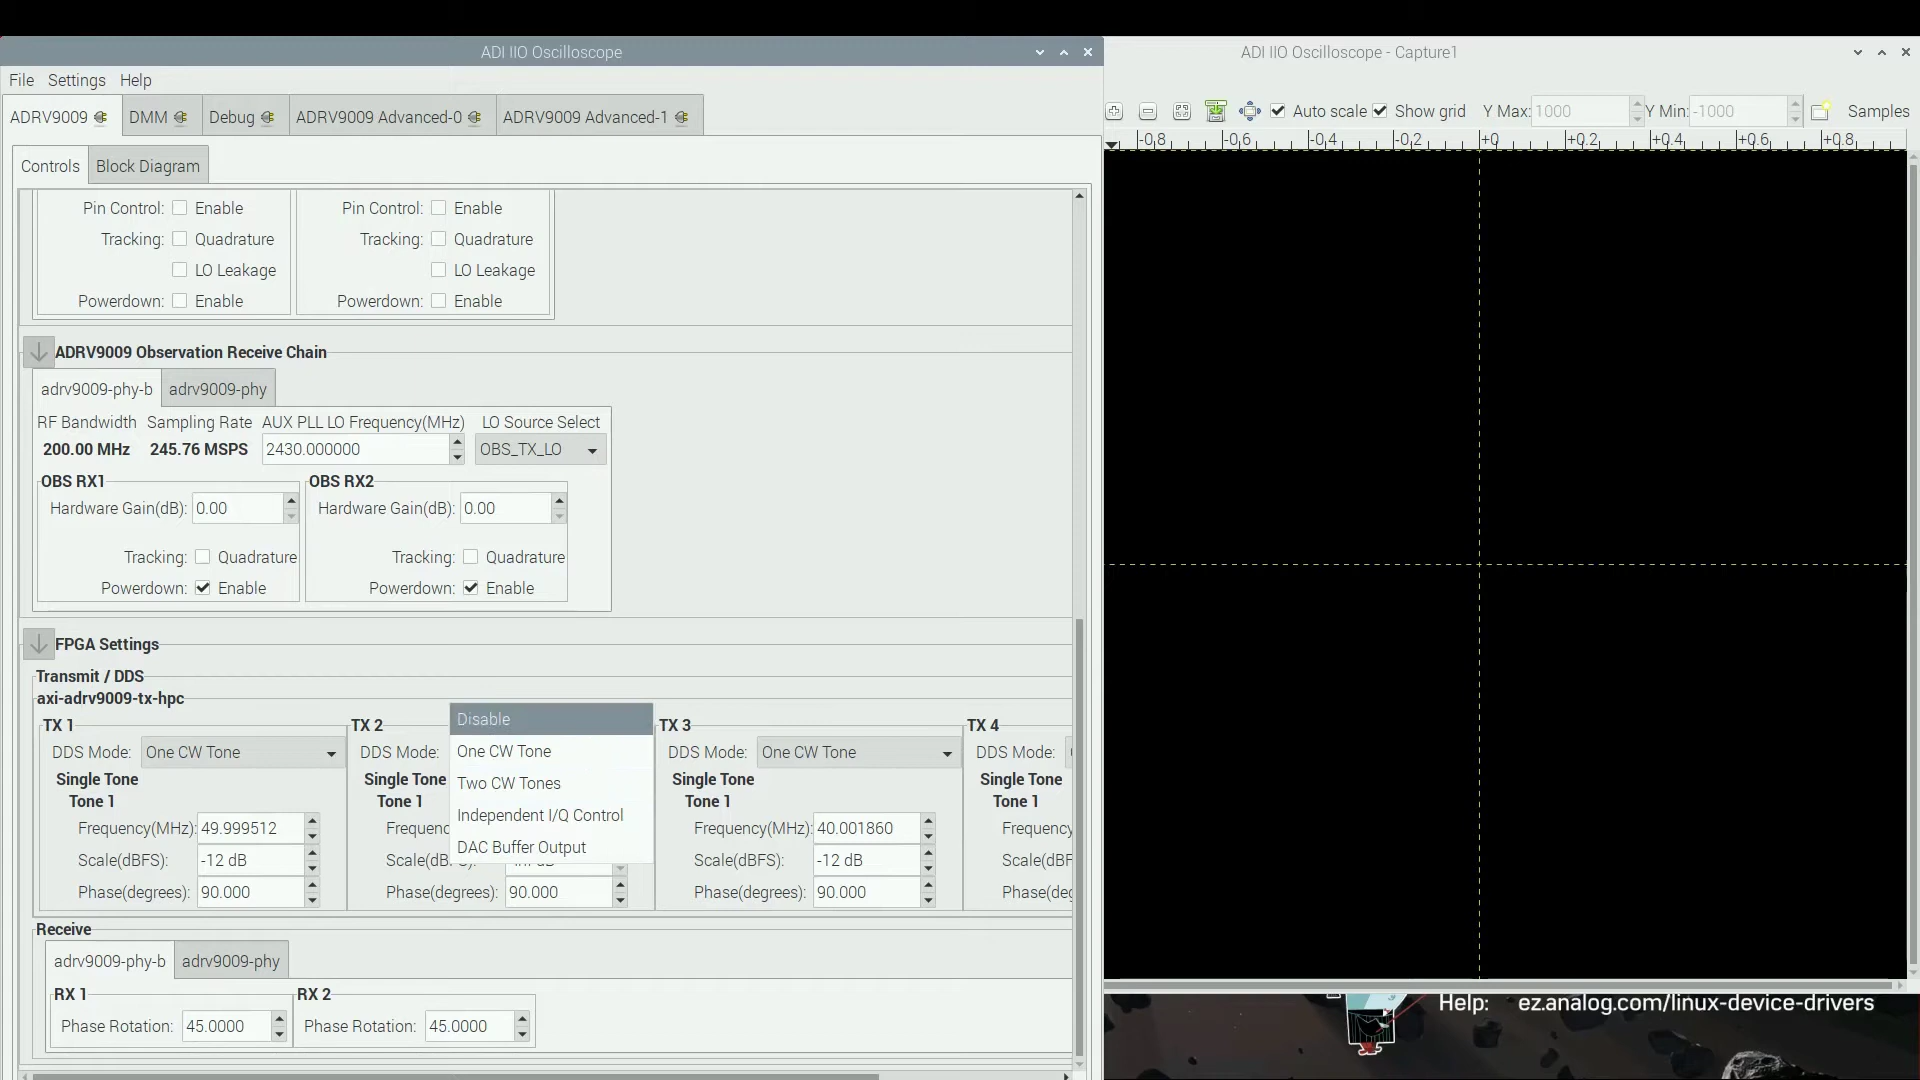 ADI IIO Oscilloscope
ADI IIO Oscilloscope - Capture1
File Settings Help
ADRV9009 DMM Debug ADRV9009 Advanced-0 ADRV9009 Advanced-1
Auto scale Show grid Y Max: 1000 Y Min: -1000 Samples
-0,8 -0,6 -0,4 -0,2 +0 +0,2 +0,4 +0,6 +0,8
Controls Block Diagram
Pin Control: Enable Pin Control: Enable
Tracking: Quadrature Tracking: Quadrature
LO Leakage LO Leakage
Powerdown: Enable Powerdown: Enable
ADRV9009 Observation Receive Chain
adrv9009-phy-b adrv9009-phy
RF Bandwidth Sampling Rate AUX PLL LO Frequency(MHz) LO Source Select
200.00 MHz 245.76 MSPS 2430.000000 OBS_TX_LO
OBS RX1 OBS RX2
Hardware Gain(dB): 0.00 Hardware Gain(dB): 0.00
Tracking: Quadrature Tracking: Quadrature
Powerdown: Enable Powerdown: Enable
FPGA Settings
Transmit / DDS
axi-adrv9009-tx-hpc
TX 1 TX 2 Disable TX 3 TX 4
DDS Mode: One CW Tone DDS Mode: One CW Tone DDS Mode: One CW Tone DDS Mode:
Single Tone Single Tone Two CW Tones Single Tone Single Tone
Tone 1 Tone 1 Independent I/Q Control Tone 1 Tone 1
Frequency(MHz): 49.999512 Frequenc DAC Buffer Output Frequency(MHz): 40.001860 Frequency
Scale(dBFS): -12 dB Scale(dB Scale(dBFS): -12 dB Scale(dBF
Phase(degrees): 90.000 Phase(degrees): 90.000 Phase(degrees): 90.000 Phase(deg
Receive
adrv9009-phy-b adrv9009-phy
RX 1 RX 2
Phase Rotation: 45.0000 Phase Rotation: 45.0000
Help: ez.analog.com/linux-device-drivers